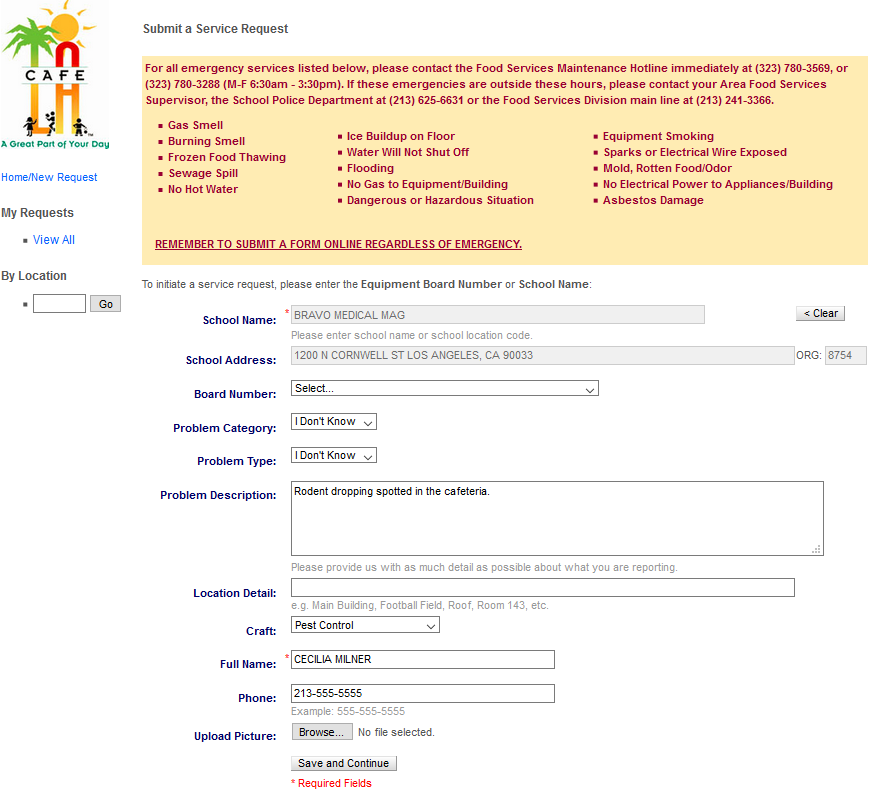 CAFE
LA
A Great Part of Your Day
Home/New Request
My Requests
View All
By Location
Go
Submit a Service Request
For all emergency services listed below, please contact the Food Services Maintenance Hotline immediately at (323) 780-3569, or
(323) 780-3288 (M-F 6:30am - 3:30pm). If these emergencies are outside these hours, please contact your Area Food Services
Supervisor, the School Police Department at (213) 625-6631 or the Food Services Division main line at (213) 241-3366.
Gas Smell
Burning Smell
Frozen Food Thawing
Sewage Spill
No Hot Water
Ice Buildup on Floor
Water Will Not Shut Off
Flooding
No Gas to Equipment/Building
Dangerous or Hazardous Situation
Equipment Smoking
Sparks or Electrical Wire Exposed
Mold, Rotten Food/Odor
No Electrical Power to Appliances/Building
Asbestos Damage
REMEMBER TO SUBMIT A FORM ONLINE REGARDLESS OF EMERGENCY.
To initiate a service request, please enter the Equipment Board Number or School Name:
School Name: * BRAVO MEDICAL MAG < Clear
Please enter school name or school location code.
School Address: 1200 N CORNWELL ST LOS ANGELES, CA 90033 ORG: 8754
Board Number: Select...
Problem Category: I Don't Know
Problem Type: I Don't Know
Problem Description: Rodent dropping spotted in the cafeteria.
Please provide us with as much detail as possible about what you are reporting.
Location Detail:
e.g. Main Building, Football Field, Roof, Room 143, etc.
Craft: Pest Control
Full Name: * CECILIA MILNER
Phone: 213-555-5555
Example: 555-555-5555
Upload Picture: Browse... No file selected.
Save and Continue
* Required Fields